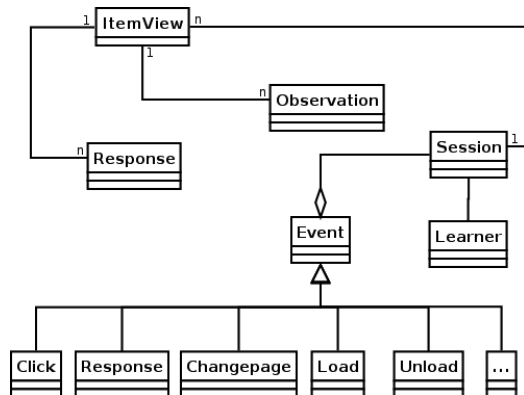 1 ItemView n
1
n Observation
n Response
Session 1
Event
Learner
Click Response Changepage Load Unload ...